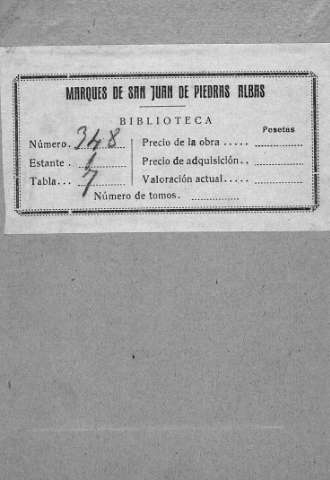 MARQUES DE SAN JUAN DE PIEDRAS ALBAS
BIBLIOTECA
Pesetas
Número. 348 Precio de la obra .....
Estante . 1 Precio de adquisición..
Tabla... 7 Valoración actual.....
Número de tomos.